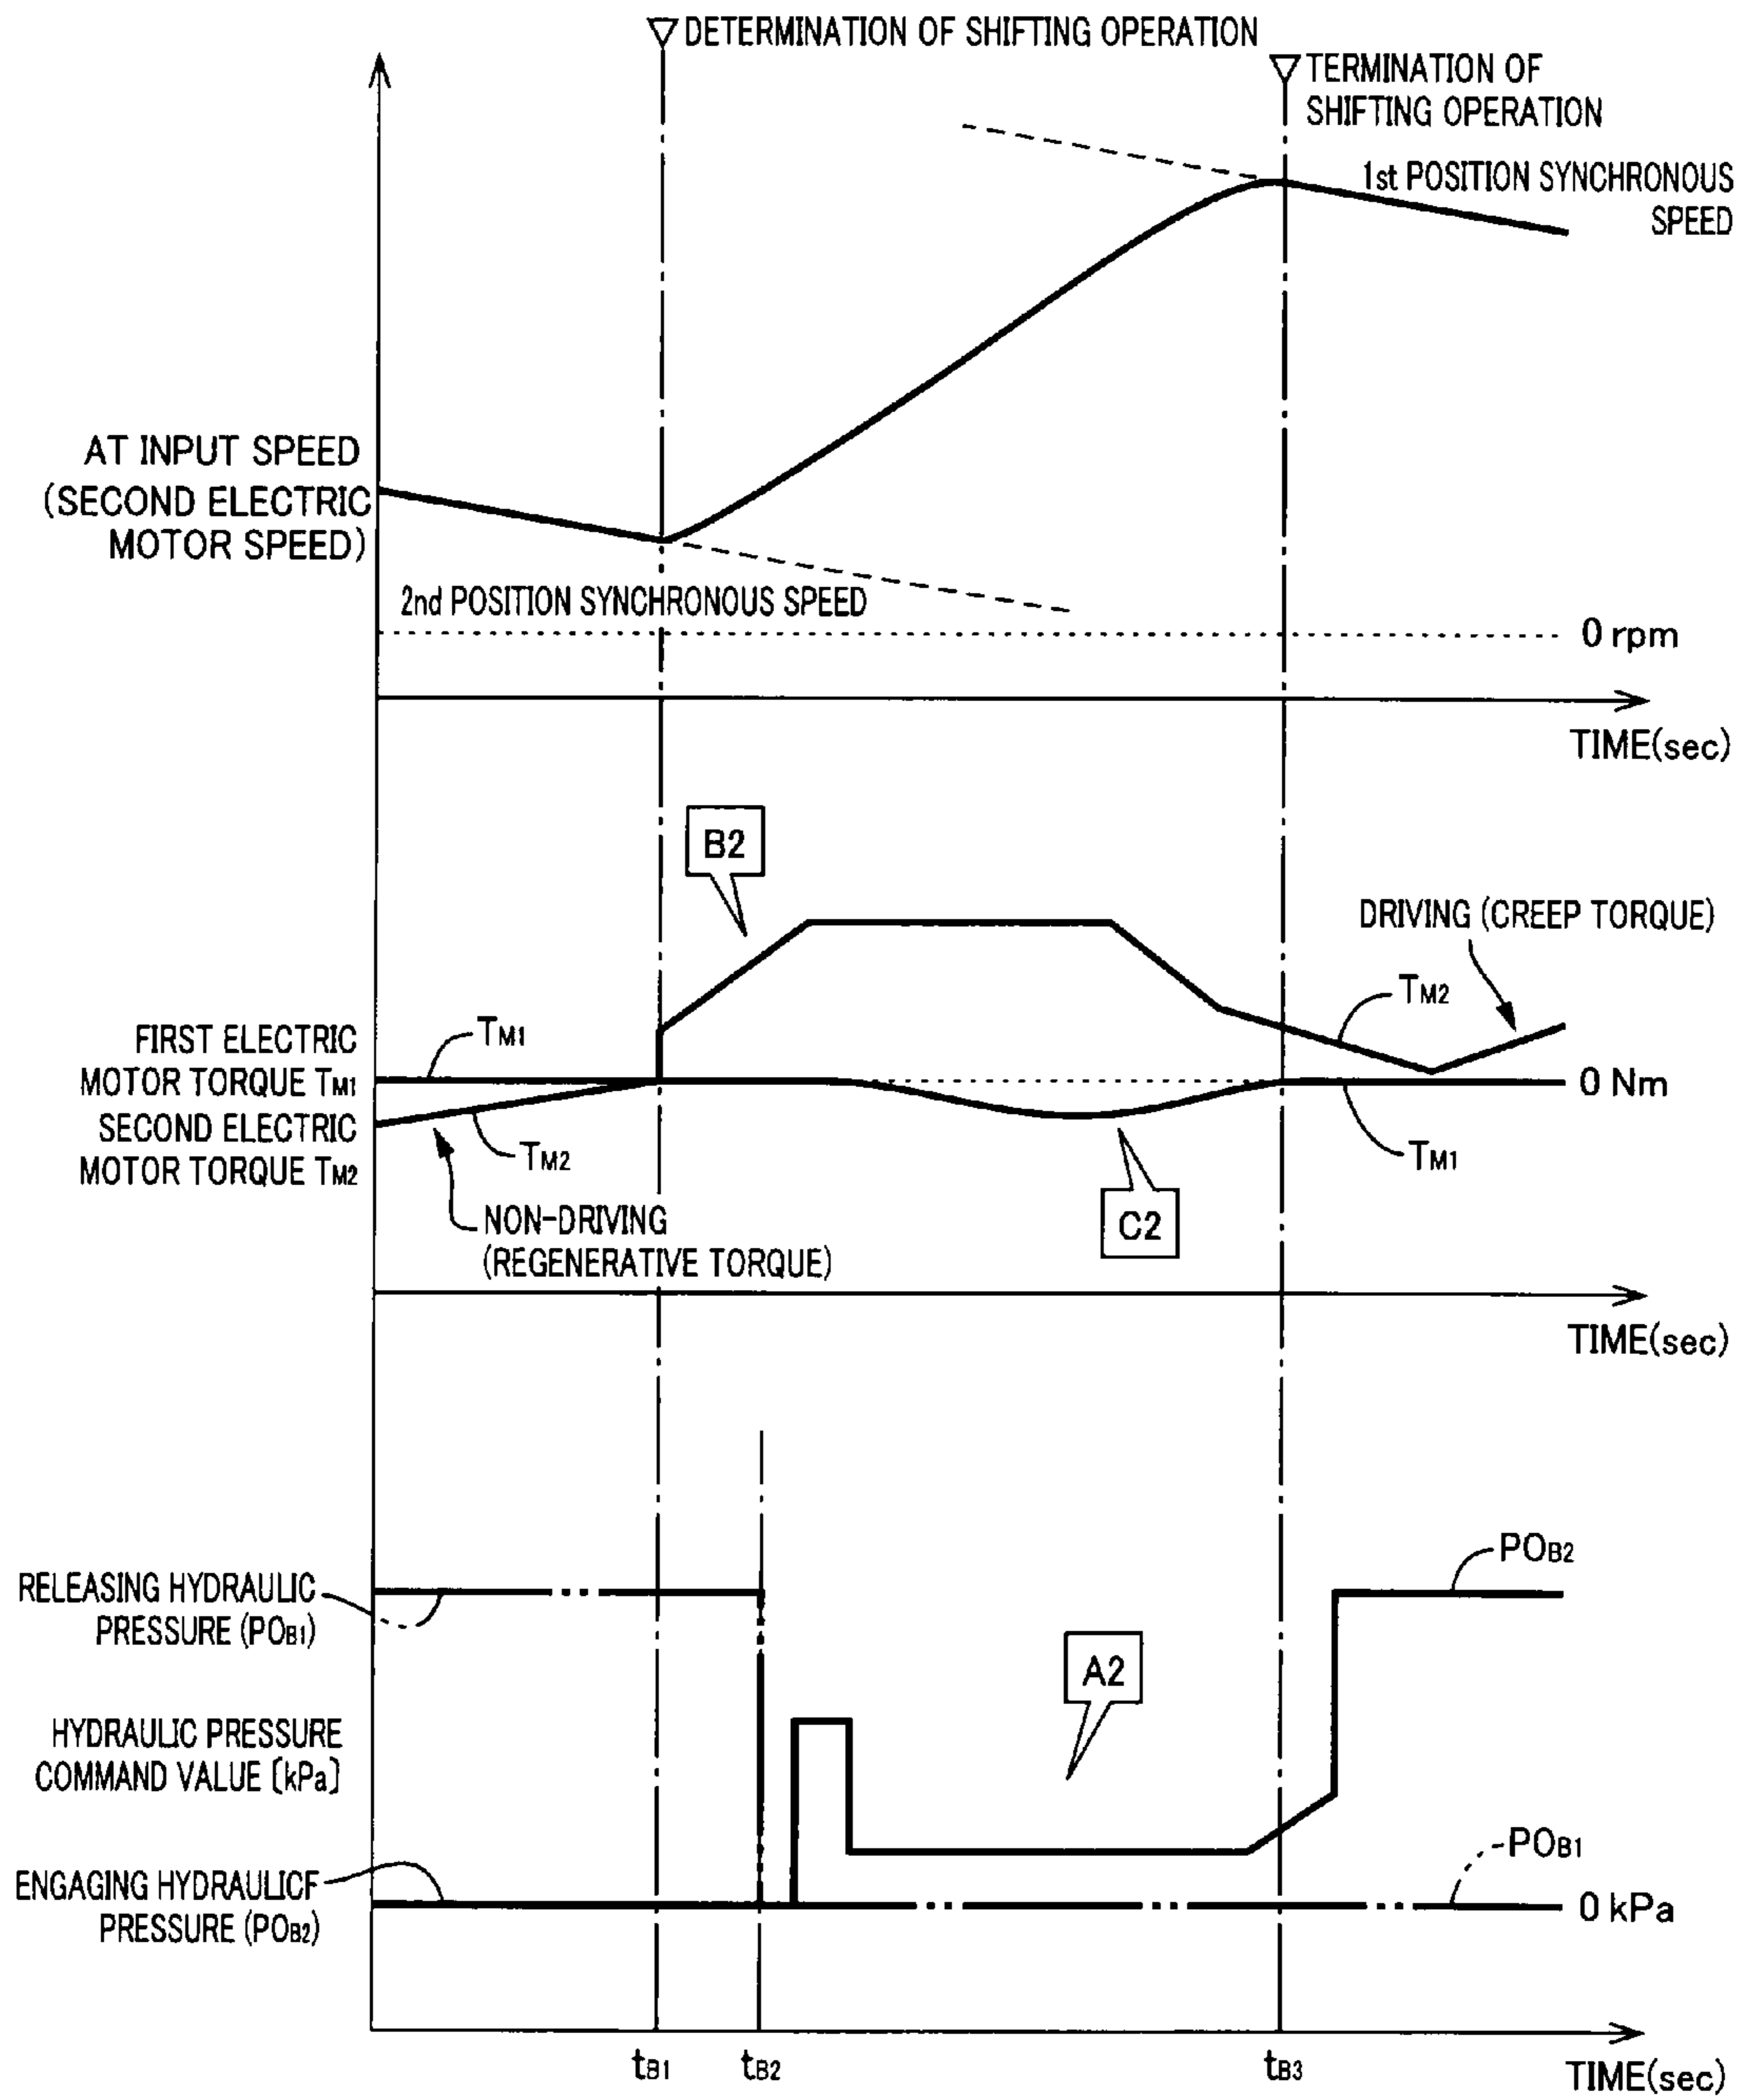 DETERMINATION OF SHIFTING OPERATION
TERMINATION OF
SHIFTING OPERATION
1st POSITION SYNCHRONOUS
SPEED
AT INPUT SPEED
(SECOND ELECTRIC
MOTOR SPEED)
2nd POSITION SYNCHRONOUS SPEED
0 rpm
TIME(sec)
B2
DRIVING (CREEP TORQUE)
TM2
FIRST ELECTRIC
MOTOR TORQUE TM1
TM1
0 Nm
SECOND ELECTRIC
MOTOR TORQUE TM2
TM2
TM1
C2
NON-DRIVING
(REGENERATIVE TORQUE)
TIME(sec)
POB2
RELEASING HYDRAULIC
PRESSURE (POB1)
A2
HYDRAULIC PRESSURE
COMMAND VALUE [kPa]
POB1
ENGAGING HYDRAULICF
PRESSURE (POB2)
0 kPa
tB1
tB2
tB3
TIME(sec)